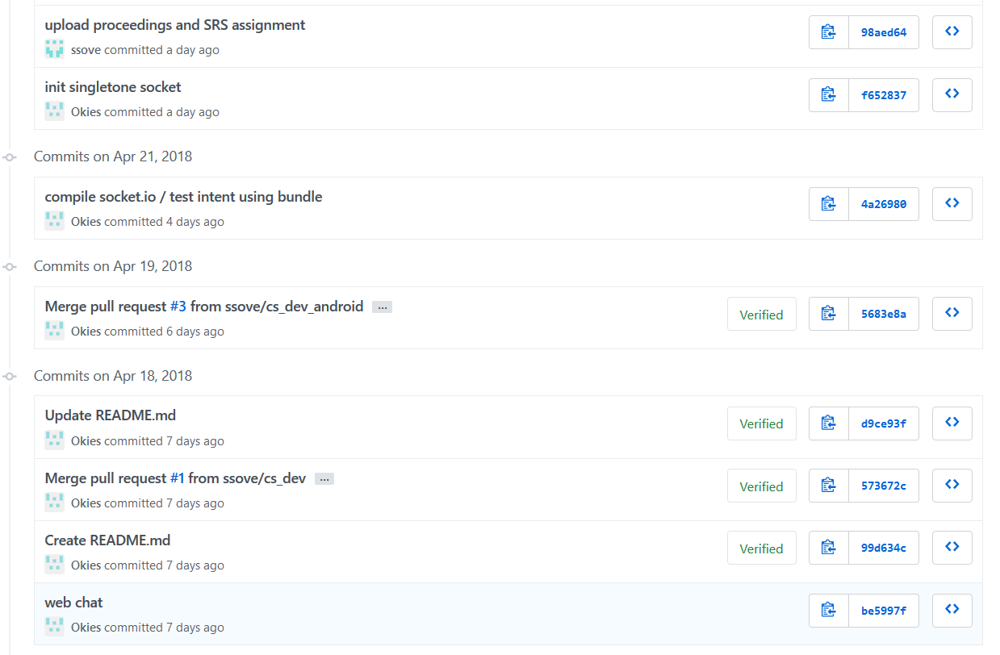 upload proceedings and SRS assignment
98aed64
ssove committed a day ago
init singletone socket
f652837
Okies committed a day ago
Commits on Apr 21, 2018
compile socket.io / test intent using bundle
4a26980
Okies committed 4 days ago
Commits on Apr 19, 2018
Merge pull request #3 from ssove/cs_dev_android ...
Verified 5683e8a
Okies committed 6 days ago
Commits on Apr 18, 2018
Update README.md
Verified d9ce93f
Okies committed 7 days ago
Merge pull request #1 from ssove/cs_dev ...
Verified 573672c
Okies committed 7 days ago
Create README.md
Verified 99d634c
Okies committed 7 days ago
web chat
be5997f
Okies committed 7 days ago